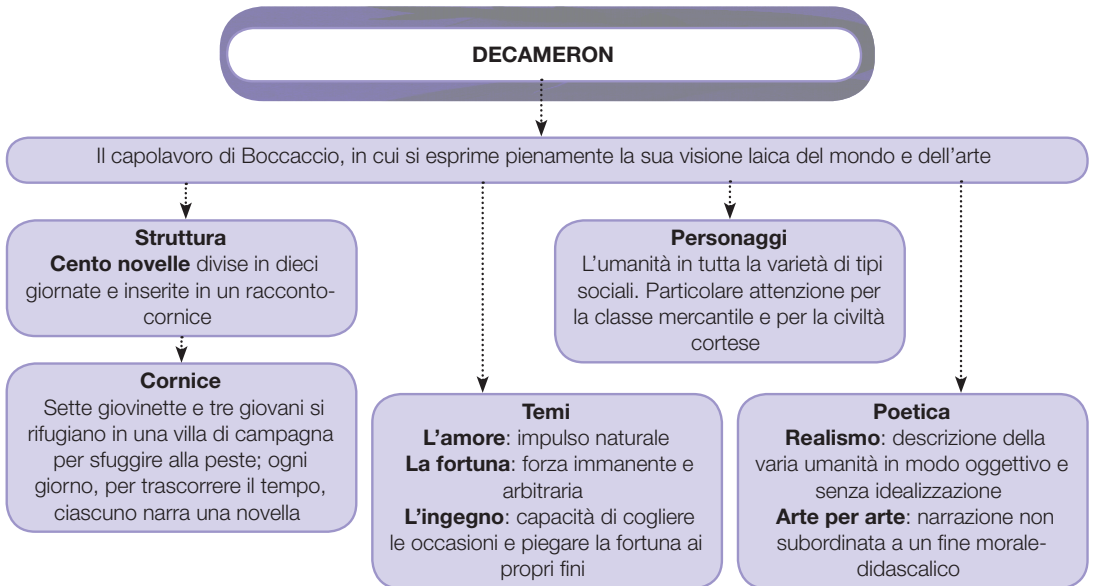 DECAMERON
Il capolavoro di Boccaccio, in cui si esprime pienamente la sua visione laica del mondo e dell'arte
Struttura
Cento novelle divise in dieci
giornate e inserite in un racconto-
cornice
Cornice
Sette giovinette e tre giovani si
rifugiano in una villa di campagna
per sfuggire alla peste; ogni
giorno, per trascorrere il tempo,
ciascuno narra una novella
Personaggi
L'umanità in tutta la varietà di tipi
sociali. Particolare attenzione per
la classe mercantile e per la civiltà
cortese
Temi
L'amore: impulso naturale
La fortuna: forza immanente e
arbitraria
L'ingegno: capacità di cogliere
le occasioni e piegare la fortuna ai
propri fini
Poetica
Realismo: descrizione della
varia umanità in modo oggettivo e
senza idealizzazione
Arte per arte: narrazione non
subordinata a un fine morale-
didascalico